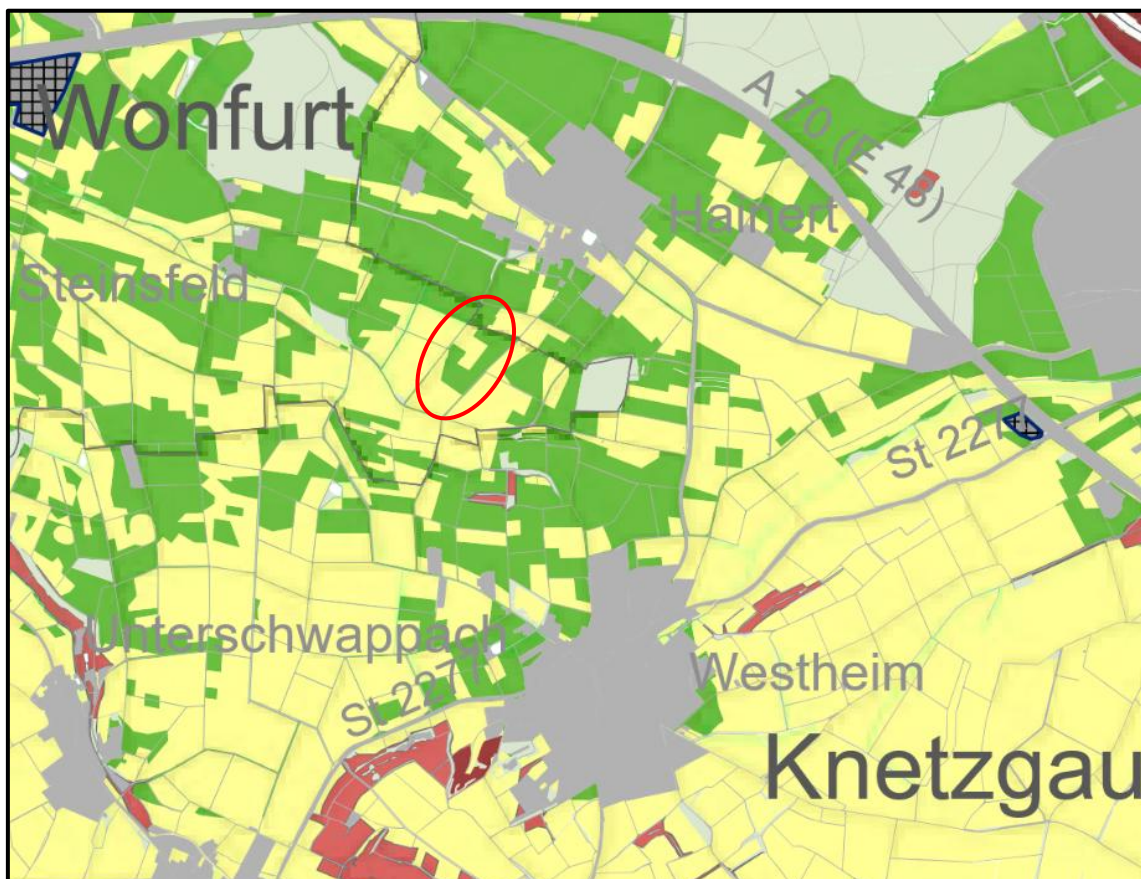 Wonfurt
A 70 (E 48)
Hainert
Steinsfeld
St 2277
Unterschwappach
St 2277
Westheim
Knetzgau